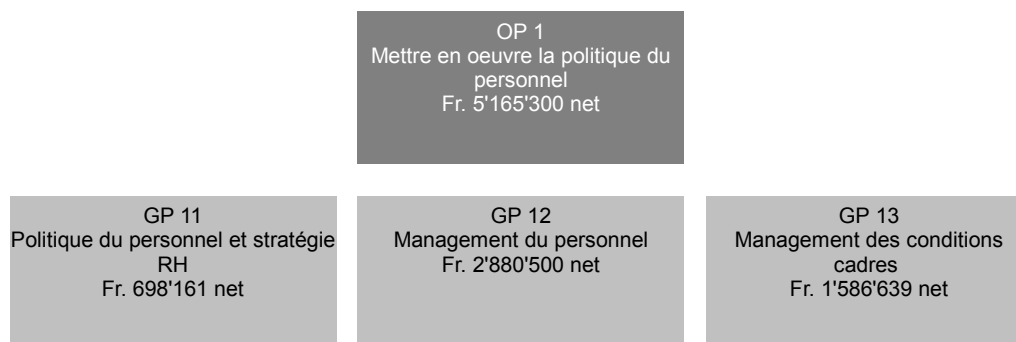 OP 1
Mettre en oeuvre la politique du
personnel
Fr. 5'165'300 net
GP 11
Politique du personnel et stratégie
RH
Fr. 698'161 net
GP 12
Management du personnel
Fr. 2'880'500 net
GP 13
Management des conditions
cadres
Fr. 1'586'639 net